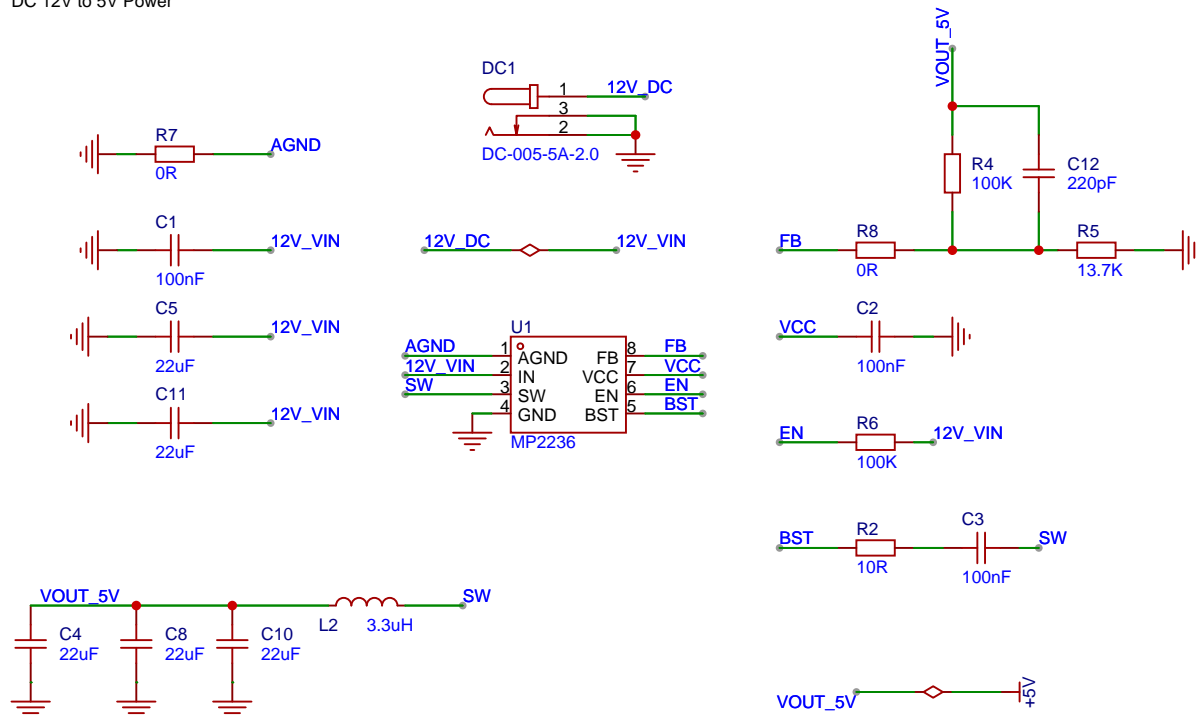 DC 12V to 5V Power
DC1
1
12V_DC
3
2
DC-005-5A-2.0
VOUT_5V
R4
100K
C12
220pF
R7
AGND
0R
C1
12V_VIN
100nF
12V_DC
12V_VIN
FB
R8
0R
R5
13.7K
C5
12V_VIN
22uF
C11
12V_VIN
22uF
U1
AGND
1
AGND
FB
8
FB
12V_VIN
2
IN
VCC
7
VCC
SW
3
SW
EN
6
EN
4
GND
BST
5
BST
MP2236
VCC
C2
100nF
EN
R6
12V_VIN
100K
BST
R2
10R
C3
SW
100nF
VOUT_5V
L2
3.3uH
SW
C4
22uF
C8
22uF
C10
22uF
VOUT_5V
+5V